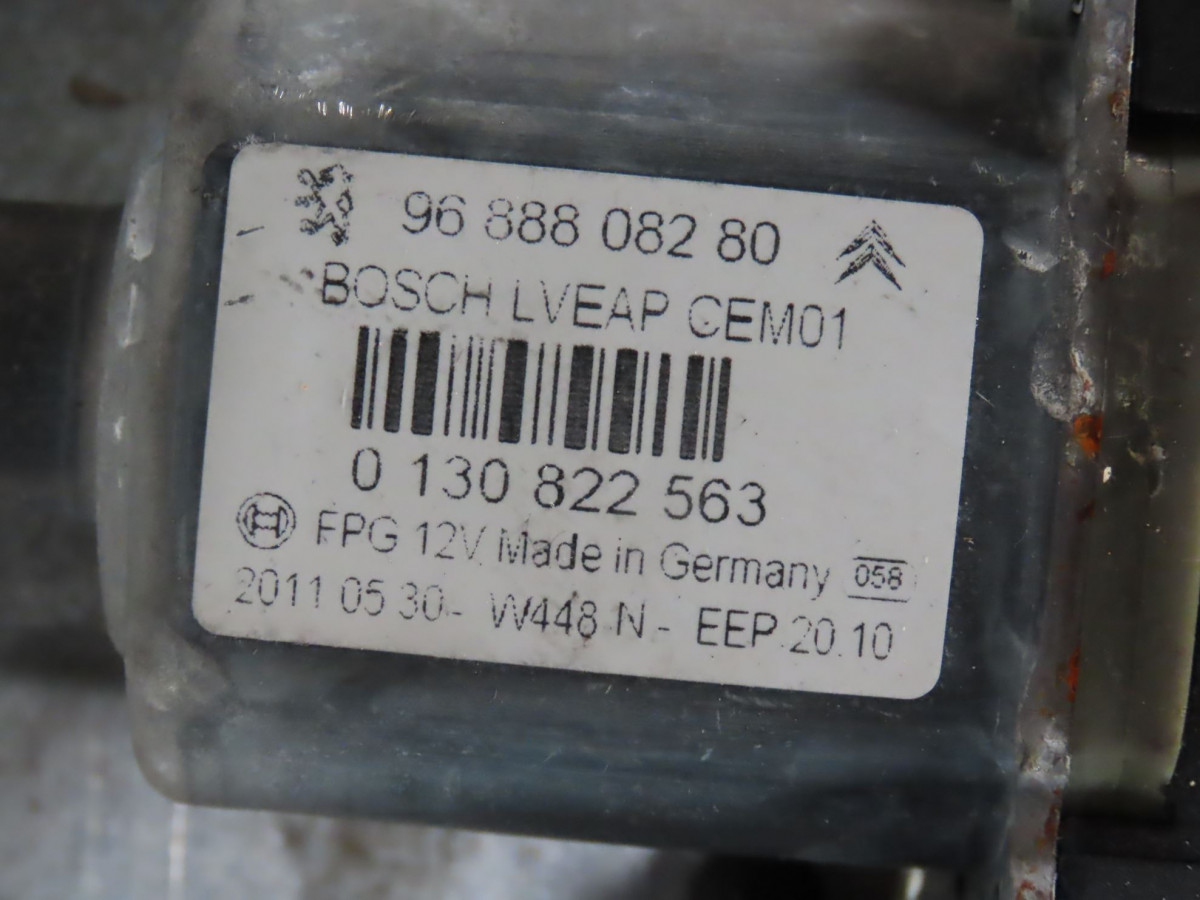 96 888 082 80
BOSCH LVEAP CEM01
0 130 822 563
FPG 12V Made in Germany 058
2011 05 30- W448 N - EEP 20.10